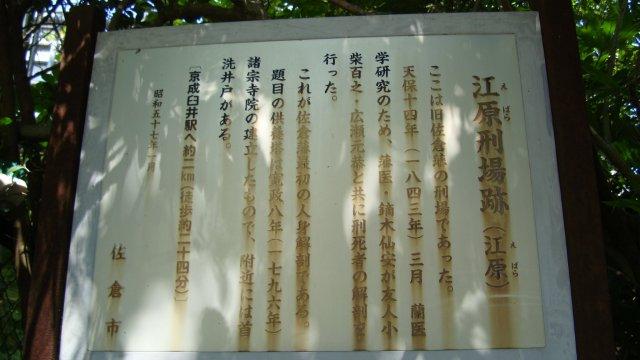 江原刑場跡(江原)
えばら
えばら
ここは旧佐倉藩の刑場であった。
天保十四年(一八四三年)三月 蘭医
学研究のため、蘭医・鏑木仙安が友人小
柴百之・広瀬元恭と共に刑死者の解剖を
行った。
これが佐倉藩最初の人身解剖である。
題目の供養塔は寛政八年(一七九六年)
諸宗寺院の建立したもので、附近には首
洗井戸がある。
〔京成臼井駅へ約二km(徒歩約二十四分)
昭和五十七年一月
佐倉市